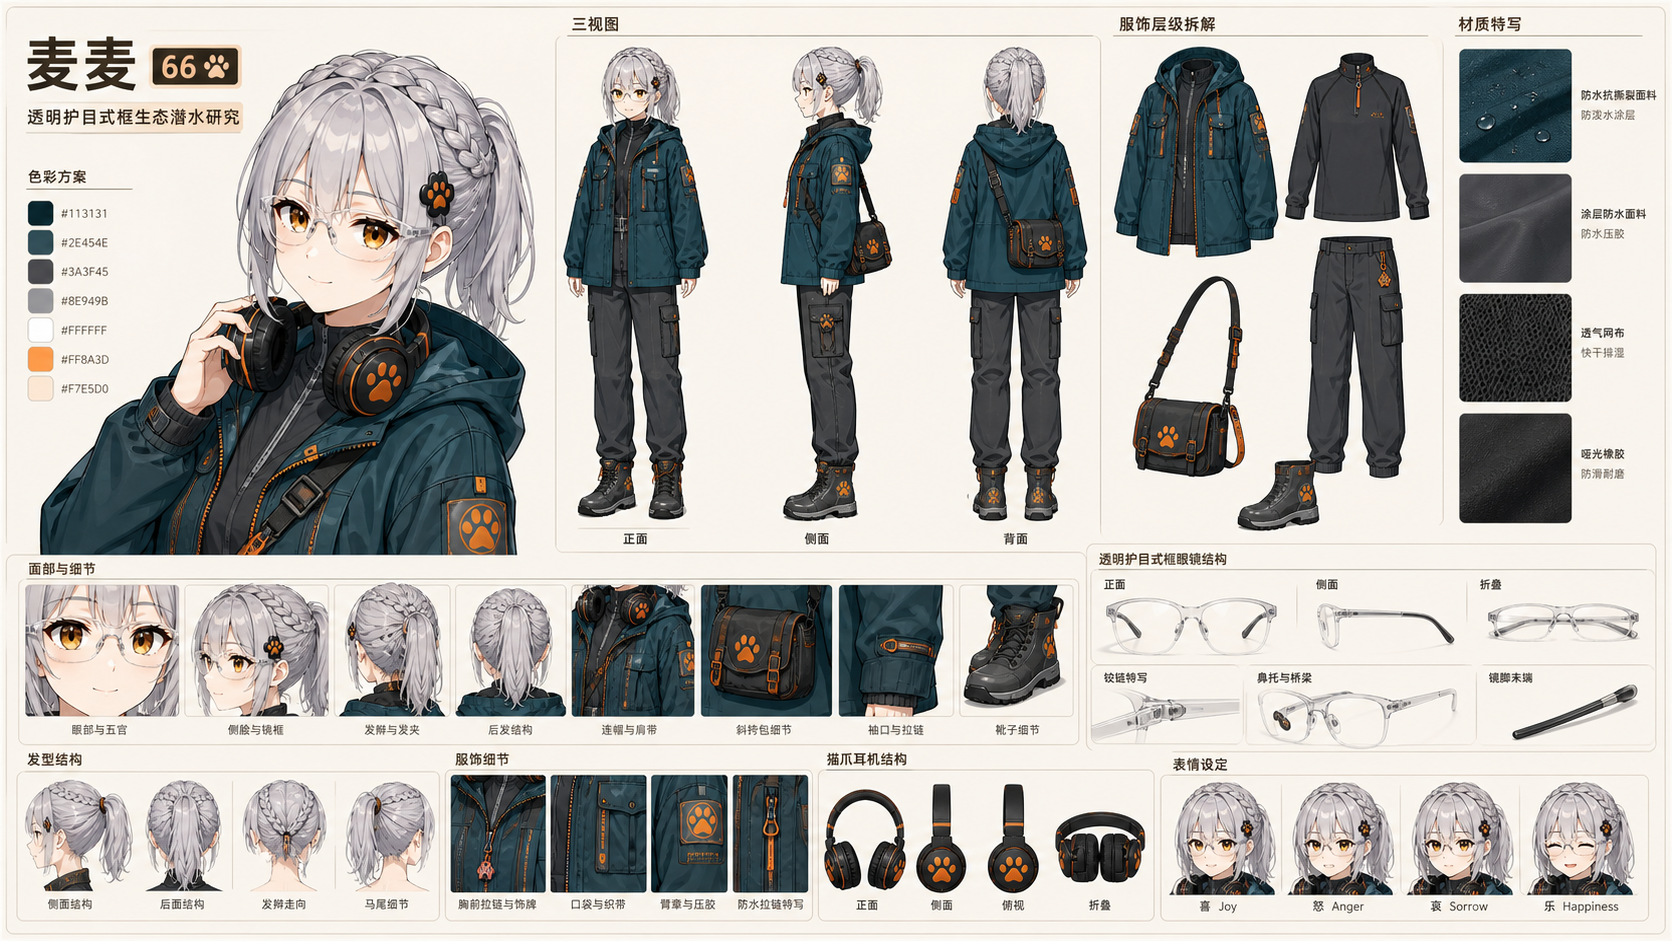 麦麦
66
透明护目式框生态潜水研究
色彩方案
#113131
#2E454E
#3A3F45
#8E949B
#FFFFFF
#FF8A3D
#F7E5D0
三视图
正面
侧面
背面
服饰层级拆解
材质特写
防水抗撕裂面料
防泼水涂层
涂层防水面料
防水压胶
透气网布
快干排湿
哑光橡胶
防滑耐磨
面部与细节
眼部与五官
侧脸与镜框
发辫与发夹
后发结构
连帽与肩带
斜挎包细节
袖口与拉链
靴子细节
透明护目式框眼镜结构
正面
侧面
折叠
铰链特写
鼻托与桥梁
镜脚末端
发型结构
侧面结构
后面结构
发辫走向
马尾细节
服饰细节
胸前拉链与饰牌
口袋与织带
臂章与压胶
防水拉链特写
猫爪耳机结构
正面
侧面
俯视
折叠
表情设定
喜 Joy
怒 Anger
哀 Sorrow
乐 Happiness